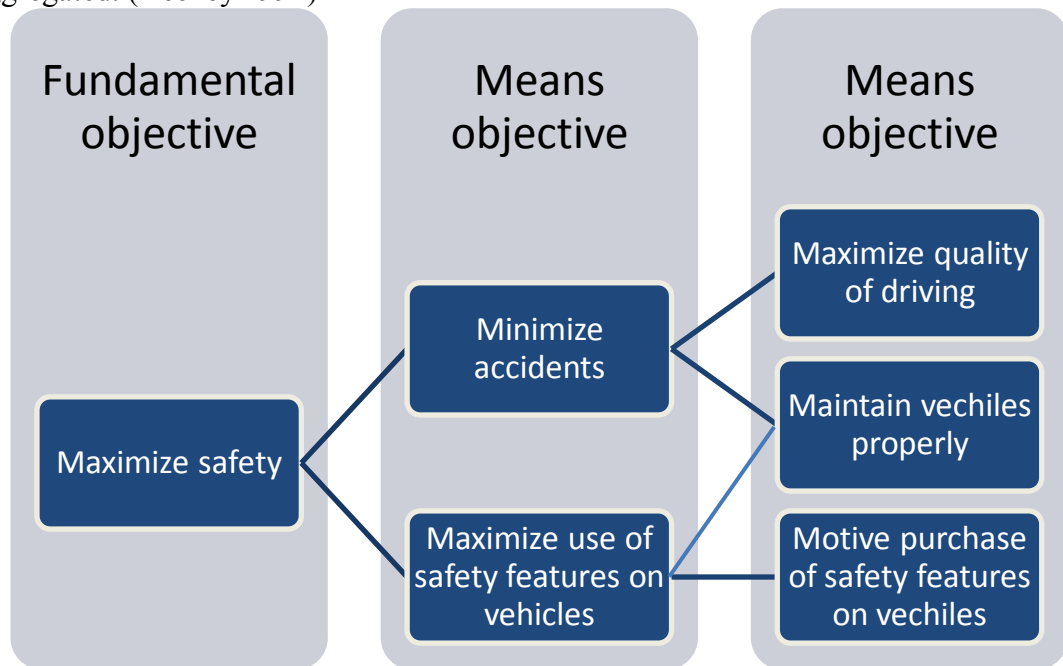 Fundamental
objective
Means
objective
Means
objective
Maximize safety
Minimize
accidents
Maximize use of
safety features on
vehicles
Maximize quality
of driving
Maintain vechiles
properly
Motive purchase
of safety features
on vechiles